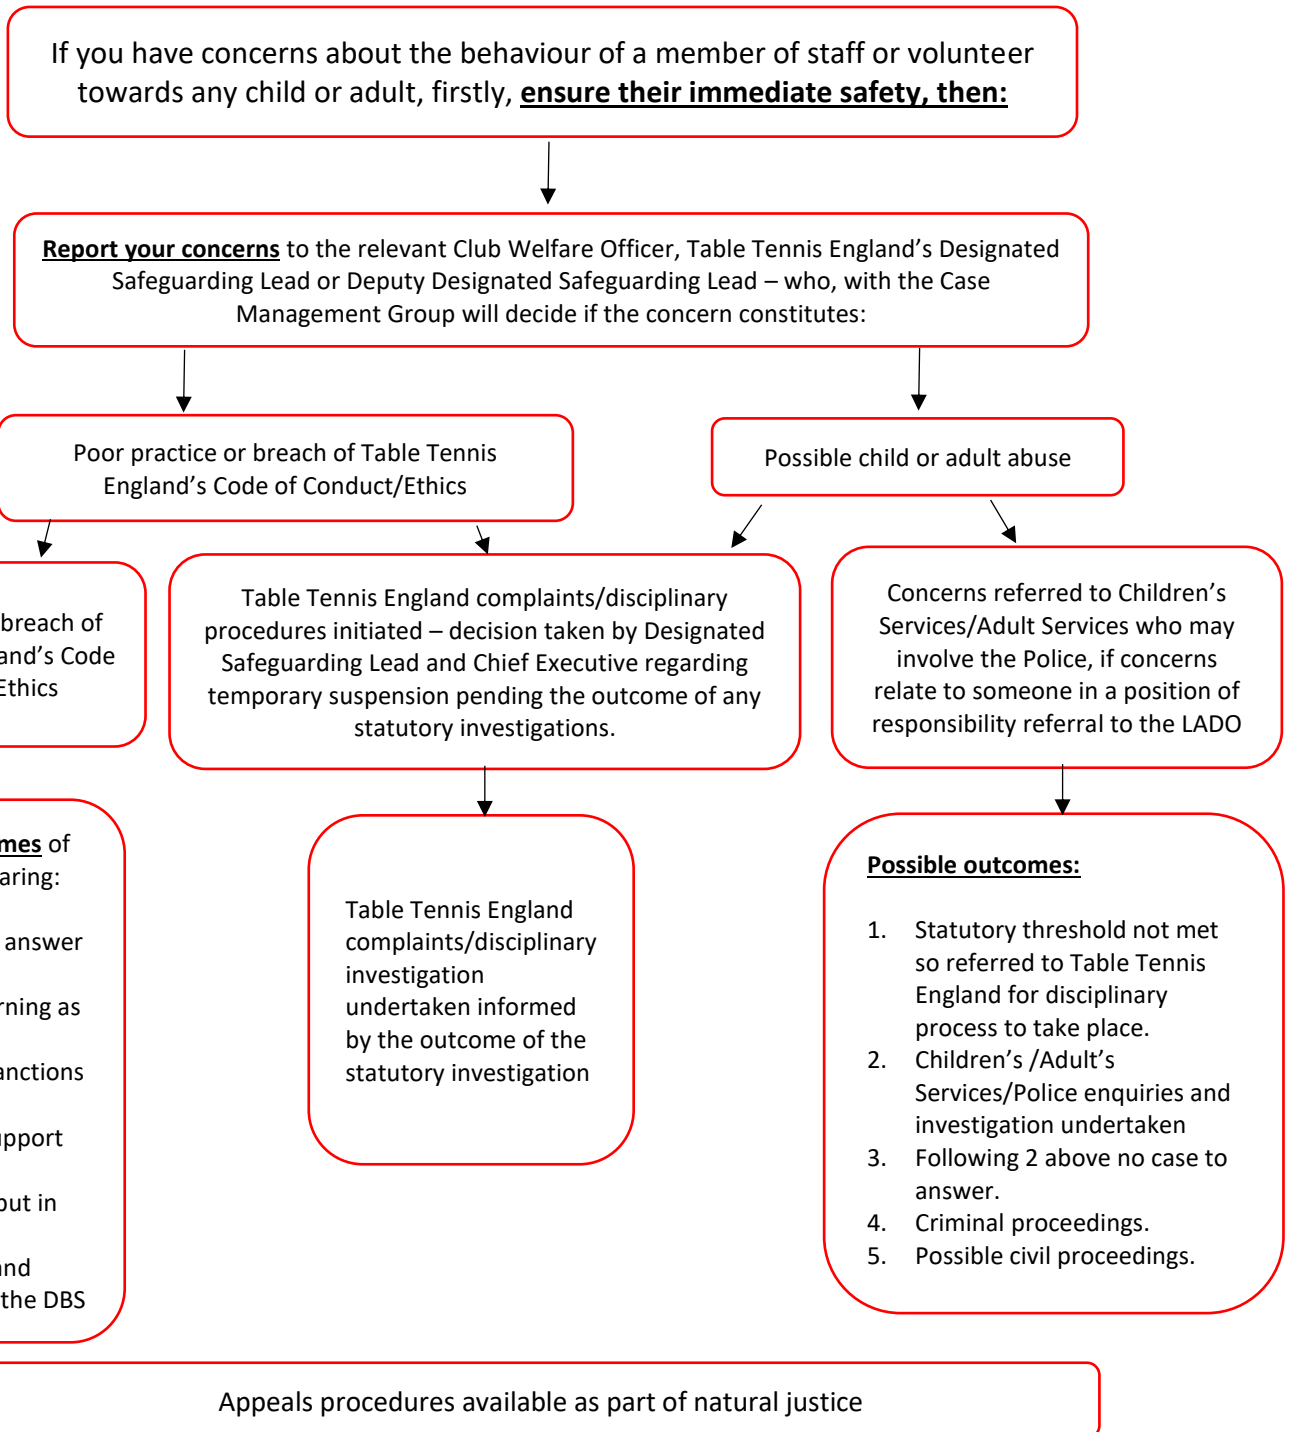 If you have concerns about the behaviour of a member of staff or volunteer
towards any child or adult, firstly, ensure their immediate safety, then:
Report your concerns to the relevant Club Welfare Officer, Table Tennis England’s Designated
Safeguarding Lead or Deputy Designated Safeguarding Lead – who, with the Case
Management Group will decide if the concern constitutes:
Poor practice or breach of Table Tennis
England’s Code of Conduct/Ethics
Possible child or adult abuse
breach of
and’s Code
Ethics
Table Tennis England complaints/disciplinary
procedures initiated – decision taken by Designated
Safeguarding Lead and Chief Executive regarding
temporary suspension pending the outcome of any
statutory investigations.
Concerns referred to Children’s
Services/Adult Services who may
involve the Police, if concerns
relate to someone in a position of
responsibility referral to the LADO
mes of
aring:
answer
rning as
anctions
upport
put in
and
the DBS
Table Tennis England
complaints/disciplinary
investigation
undertaken informed
by the outcome of the
statutory investigation
Possible outcomes:
1. Statutory threshold not met
so referred to Table Tennis
England for disciplinary
process to take place.
2. Children’s /Adult’s
Services/Police enquiries and
investigation undertaken
3. Following 2 above no case to
answer.
4. Criminal proceedings.
5. Possible civil proceedings.
Appeals procedures available as part of natural justice